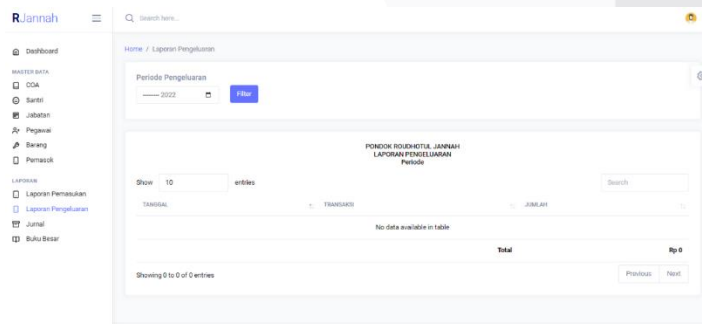 RJannah
Search here...
Dashboard
MASTER DATA
COA
Santri
Jabatan
Pegawai
Barang
Pemasok
LAPORAN
Laporan Pemasukan
Laporan Pengeluaran
Jurnal
Buku Besar
Home / Laporan Pengeluaran
Periode Pengeluaran
-------- 2022
Filter
PONDOK ROUDHOTUL JANNAH
LAPORAN PENGELUARAN
Periode
Show 10 entries
Search
TANGGAL TRANSAKSI JUMLAH
No data available in table
Total Rp 0
Showing 0 to 0 of 0 entries
Previous Next